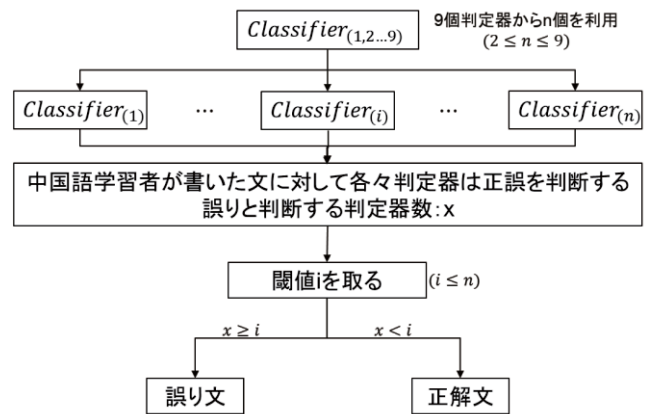 Classifier(1,2…9)
9個判定器からn個を利用
(2 ≤ n ≤ 9)
Classifier(1) … Classifier(i) … Classifier(n)
中国語学習者が書いた文に対して各々判定器は正誤を判断する
誤りと判断する判定器数:x
閾値iを取る (i ≤ n)
x ≥ i x < i
誤り文 正解文